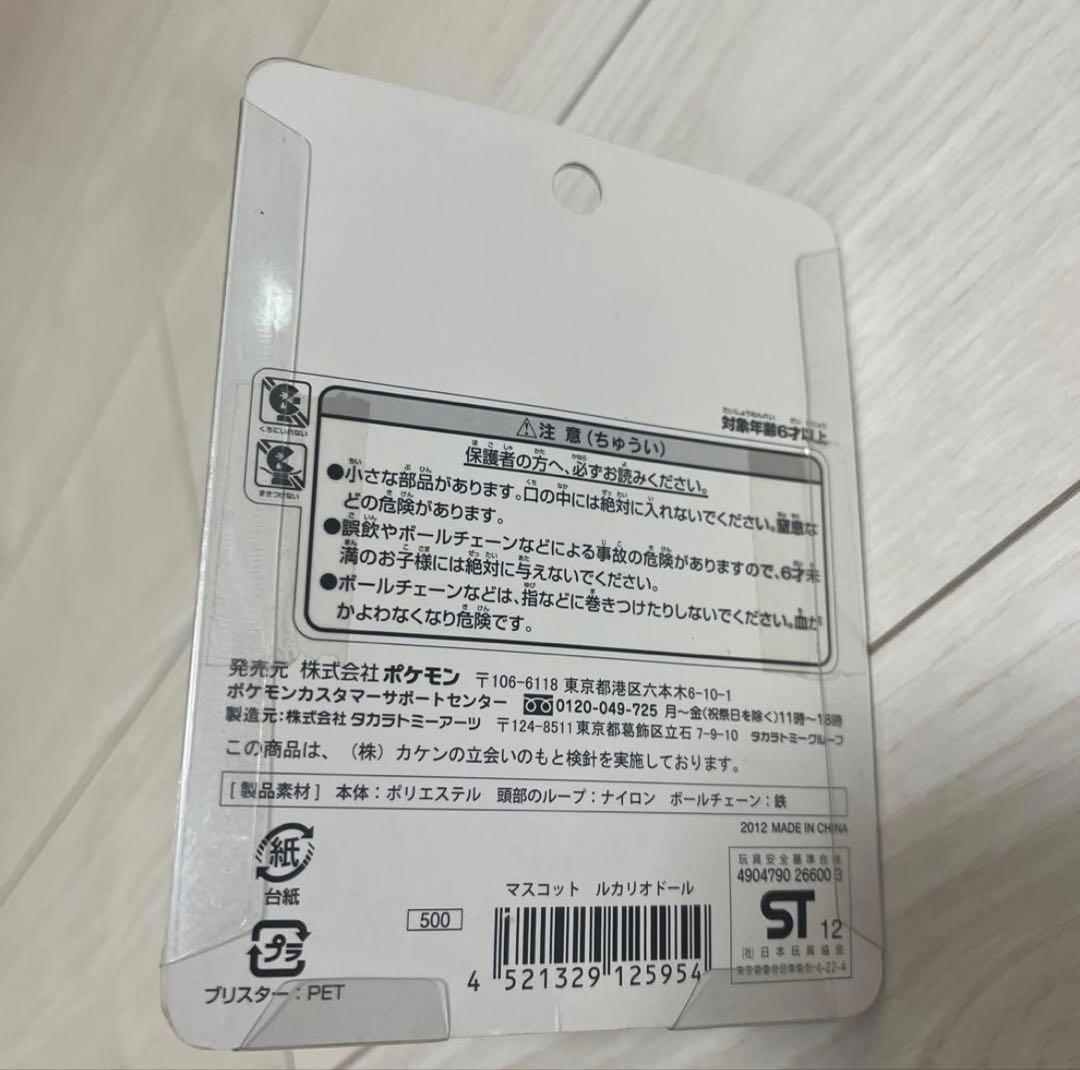 くちにいれない
まきつけない
対象年齢6才以上
⚠注 意(ちゅうい)
保護者の方へ、必ずお読みください。
●小さな部品があります。口の中には絶対に入れないでください。窒息な
どの危険があります。
●誤飲やボールチェーンなどによる事故の危険がありますので、6才未
満のお子様には絶対に与えないでください。
●ボールチェーンなどは、指などに巻きつけたりしないでください。血が
かよわなくなり危険です。
発売元 株式会社 ポケモン 〒106-6118 東京都港区六本木6-10-1
ポケモンカスタマーサポートセンター 0120-049-725 月〜金(祝祭日を除く)11時〜18時
製造元:株式会社 タカラトミーアーツ 〒124-8511 東京都葛飾区立石 7-9-10 タカラトミーグループ
この商品は、(株)カケンの立会いのもと検針を実施しております。
[製品素材] 本体:ポリエステル 頭部のループ:ナイロン ボールチェーン:鉄
2012 MADE IN CHINA
紙
台紙
プラ
ブリスター:PET
500
マスコット ルカリオドール
4 521329 125954
玩具安全基準合格
4904790 26600 3
ST 12
(社)日本玩具協会